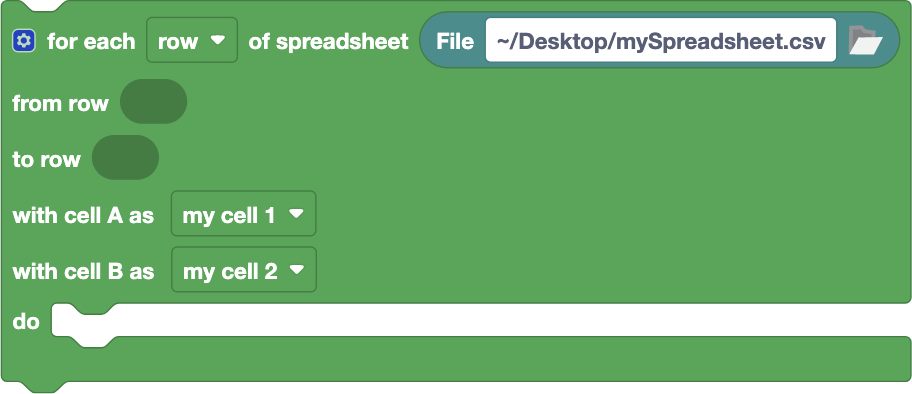 for each row of spreadsheet File ~/Desktop/mySpreadsheet.csv
from row
to row
with cell A as my cell 1
with cell B as my cell 2
do